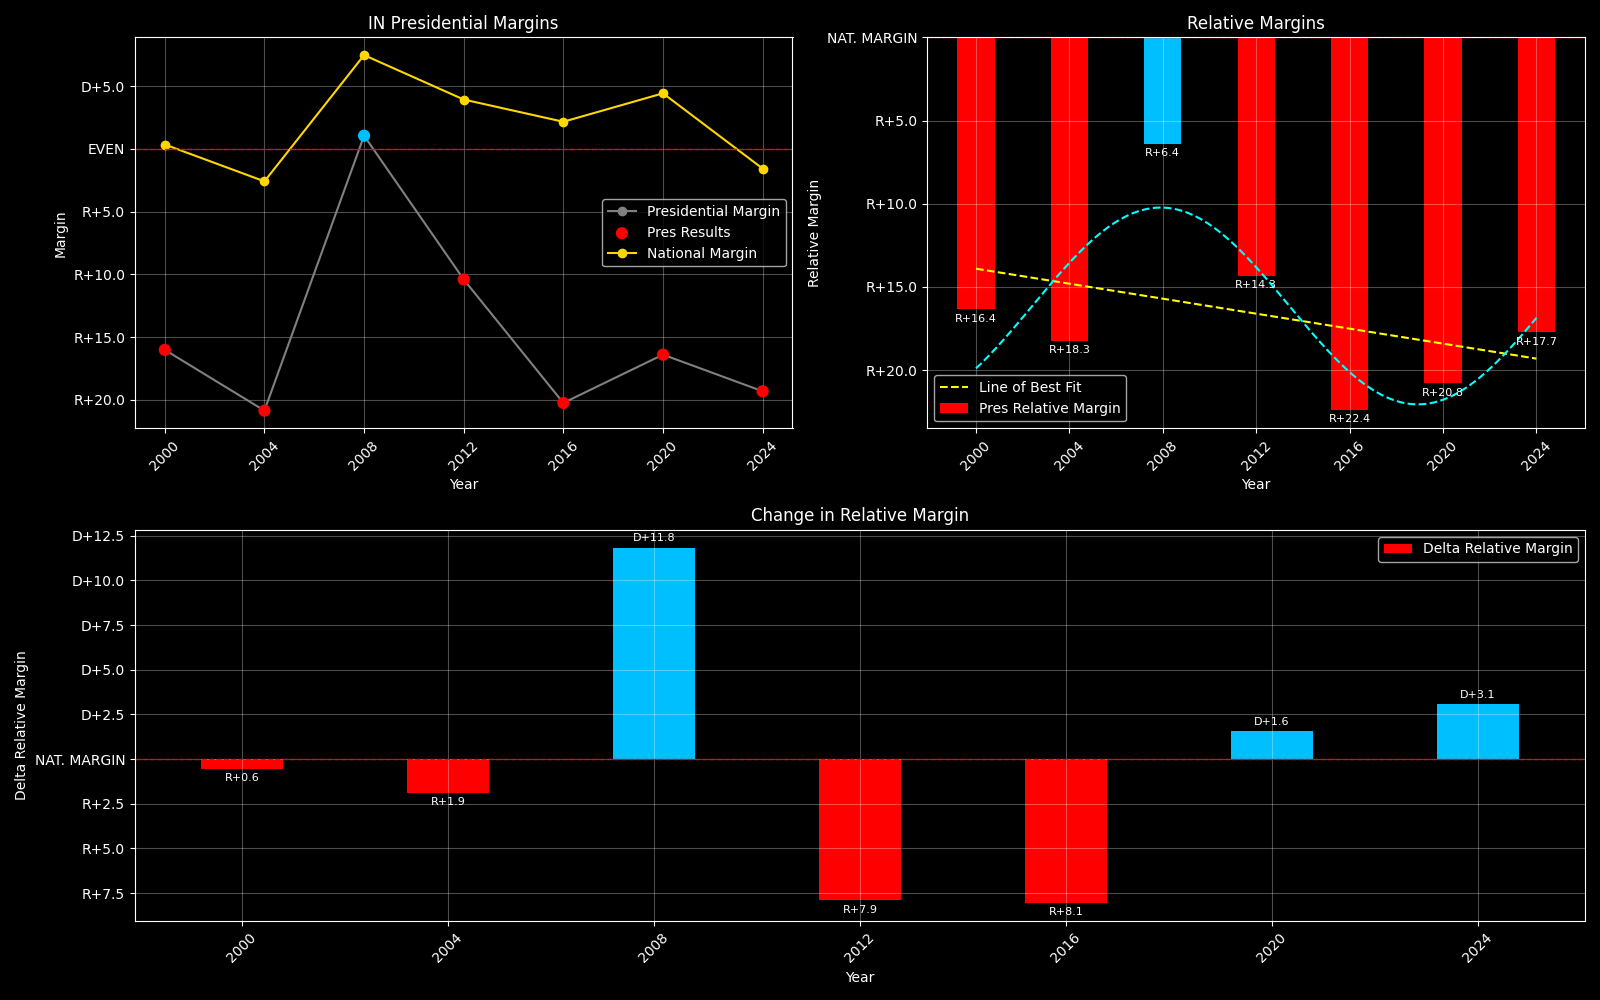 IN Presidential Margins
D+5.0
EVEN
R+5.0
R+10.0
R+15.0
R+20.0
Margin
Presidential Margin
Pres Results
National Margin
2000
2004
2008
2012
2016
2020
2024
Year
Relative Margins
NAT. MARGIN
R+5.0
R+10.0
R+15.0
R+20.0
Relative Margin
R+16.4
R+18.3
R+6.4
R+14.3
R+22.4
R+20.8
R+17.7
Line of Best Fit
Pres Relative Margin
2000
2004
2008
2012
2016
2020
2024
Year
Change in Relative Margin
D+12.5
D+10.0
D+7.5
D+5.0
D+2.5
NAT. MARGIN
R+2.5
R+5.0
R+7.5
Delta Relative Margin
R+0.6
R+1.9
D+11.8
R+7.9
R+8.1
D+1.6
D+3.1
Delta Relative Margin
2000
2004
2008
2012
2016
2020
2024
Year